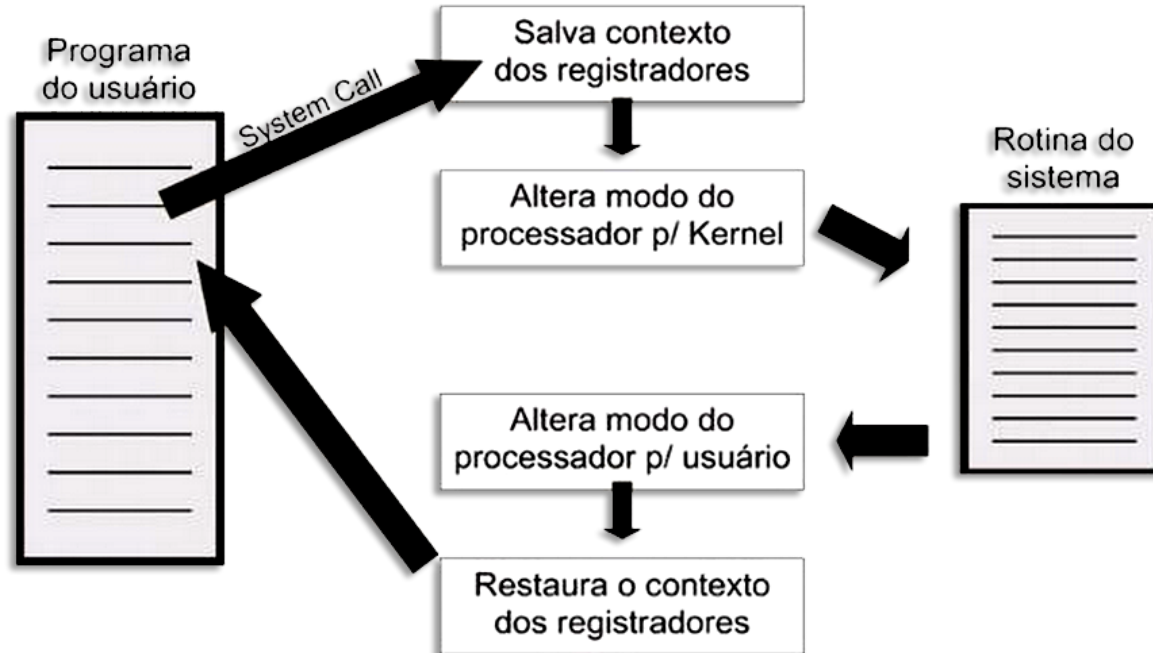 Programa
do usuário
System Call
Salva contexto
dos registradores
Altera modo do
processador p/ Kernel
Rotina do
sistema
Altera modo do
processador p/ usuário
Restaura o contexto
dos registradores